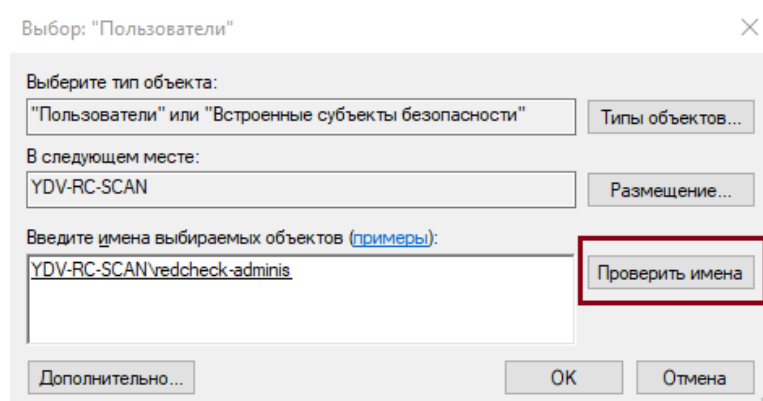 Выбор: "Пользователи"
Выберите тип объекта:
"Пользователи" или "Встроенные субъекты безопасности"
Типы объектов...
В следующем месте:
YDV-RC-SCAN
Размещение...
Введите имена выбираемых объектов (примеры):
YDV-RC-SCAN\redcheck-adminis
Проверить имена
Дополнительно...
OK
Отмена